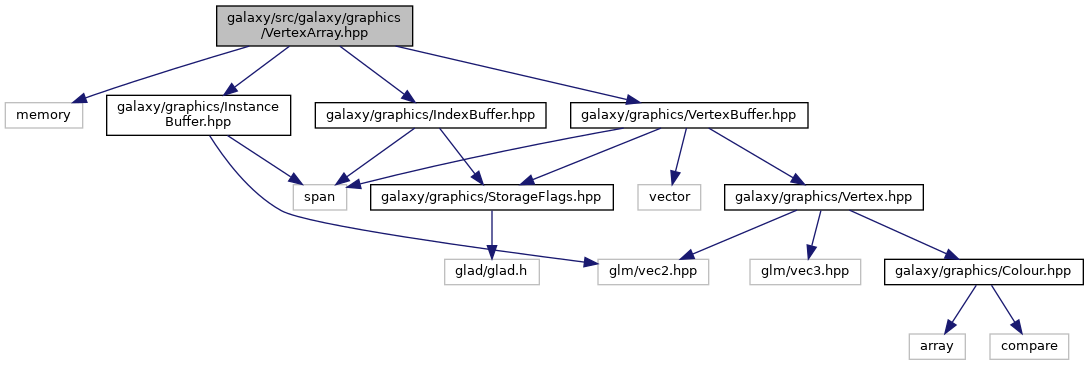 galaxy/src/galaxy/graphics
/VertexArray.hpp
memory
galaxy/graphics/Instance
Buffer.hpp
galaxy/graphics/IndexBuffer.hpp
galaxy/graphics/VertexBuffer.hpp
span
galaxy/graphics/StorageFlags.hpp
vector
galaxy/graphics/Vertex.hpp
glad/glad.h
glm/vec2.hpp
glm/vec3.hpp
galaxy/graphics/Colour.hpp
array
compare